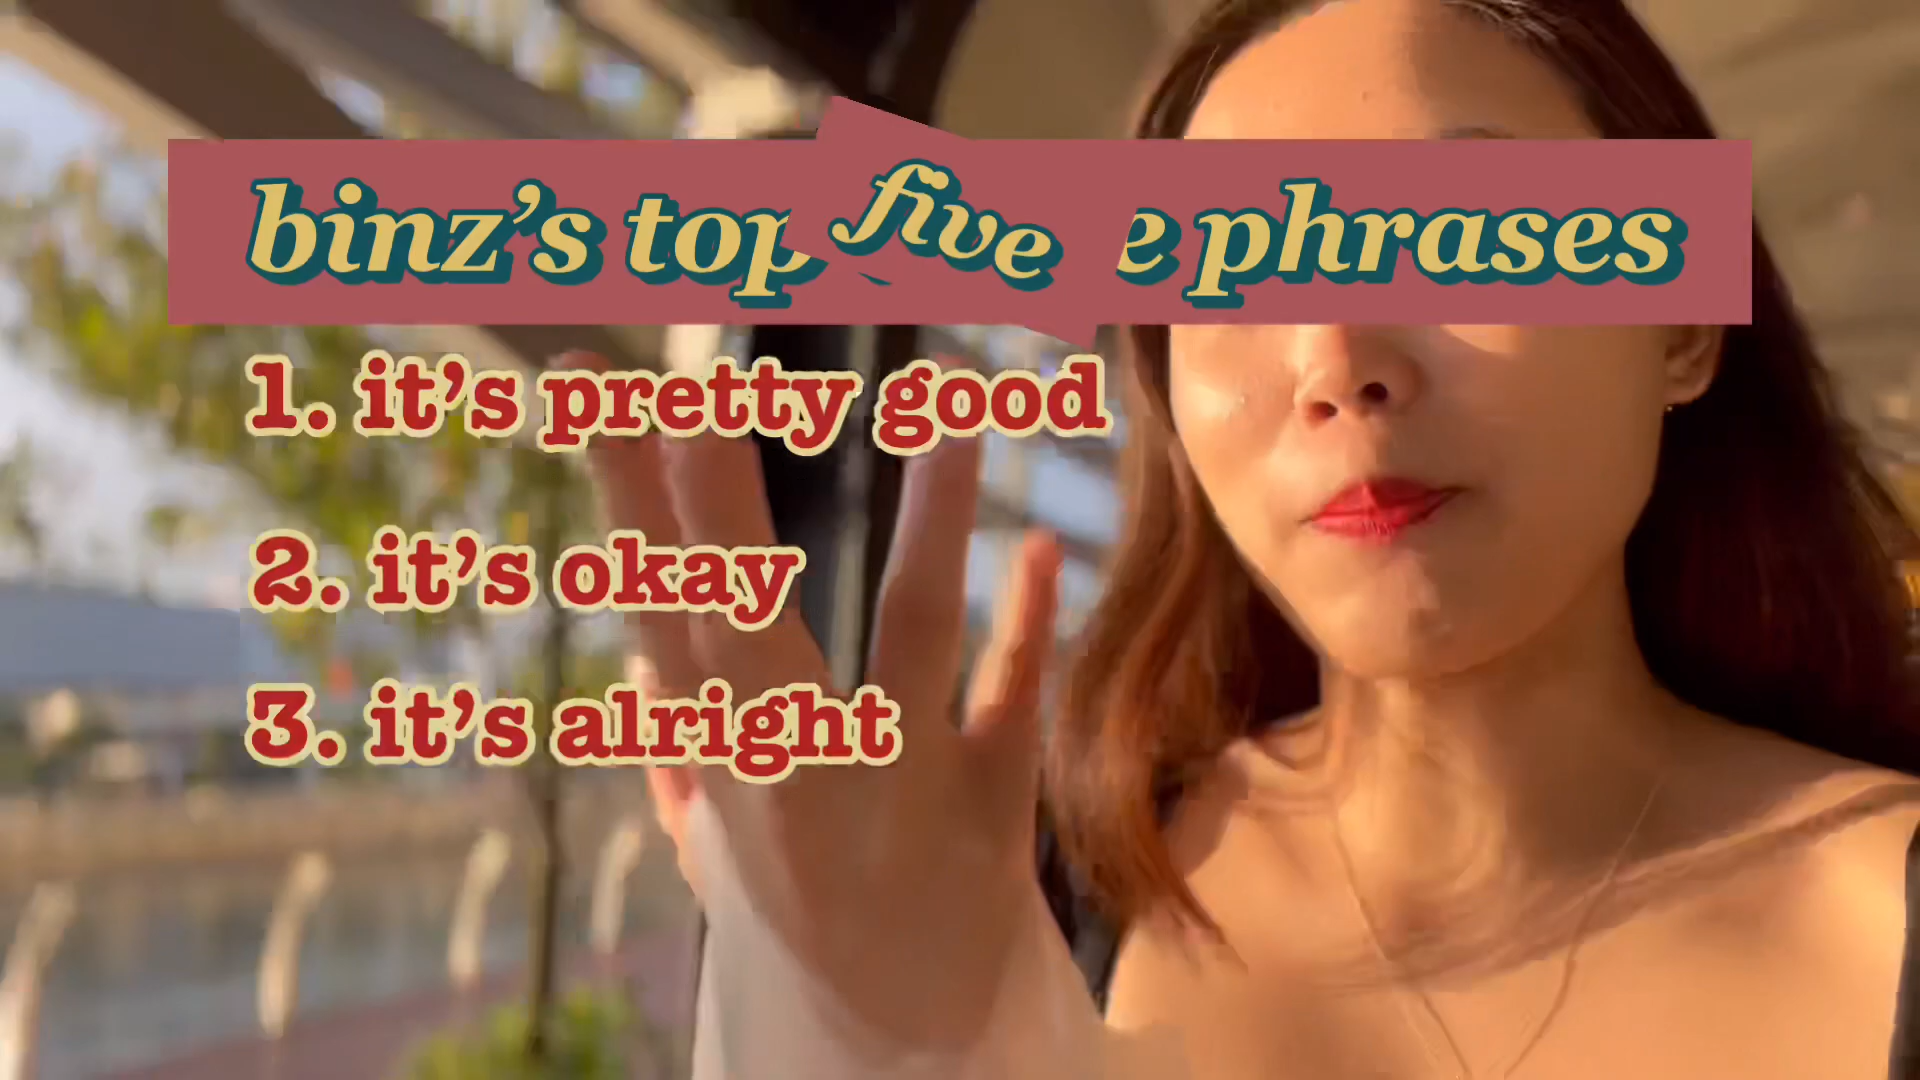 binz's top five e phrases
1. it's pretty good
2. it's okay
3. it's alright